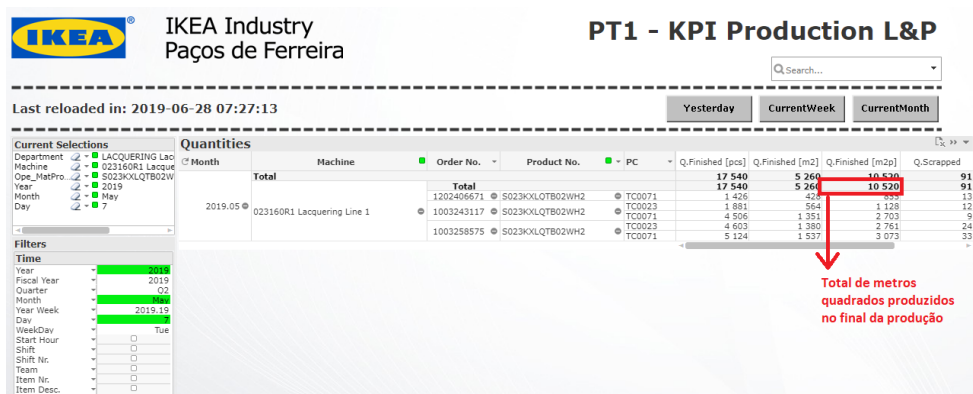 IKEA
IKEA Industry
Paços de Ferreira
PT1 - KPI Production L&P
Search...
Last reloaded in: 2019-06-28 07:27:13
Yesterday CurrentWeek CurrentMonth
Current Selections
Department LACQUERING Lac
Machine 023160R1 Lacque
Ope_MatPro... S023KXLQTB02W
Year 2019
Month May
Day 7
Filters
Time
Year 2019
Fiscal Year 2019
Quarter Q2
Month May
Year Week 2019.19
Day 7
WeekDay Tue
Start Hour
Shift
Shift Nr.
Team
Item Nr.
Item Desc.
Quantities
Month Machine Order No. Product No. PC Q.Finished [pcs] Q.Finished [m2] Q.Finished [m2p] Q.Scrapped
Total 17 540 5 260 10 520 91
Total 17 540 5 260 10 520 91
2019.05 023160R1 Lacquering Line 1
1202406671 S023KXLQTB02WH2 TC0071 1 426 428 855 13
1003243117 S023KXLQTB02WH2 TC0023 1 881 564 1 128 12
TC0071 4 506 1 351 2 703 9
1003258575 S023KXLQTB02WH2 TC0023 4 603 1 380 2 761 24
TC0071 5 124 1 537 3 073 33
Total de metros
quadrados produzidos
no final da produção